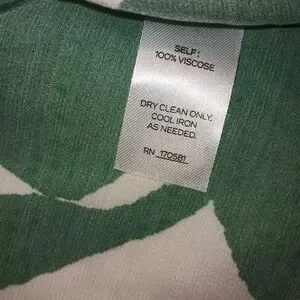 SELF:
100% VISCOSE
DRY CLEAN ONLY.
COOL IRON
AS NEEDED.
RN 170581